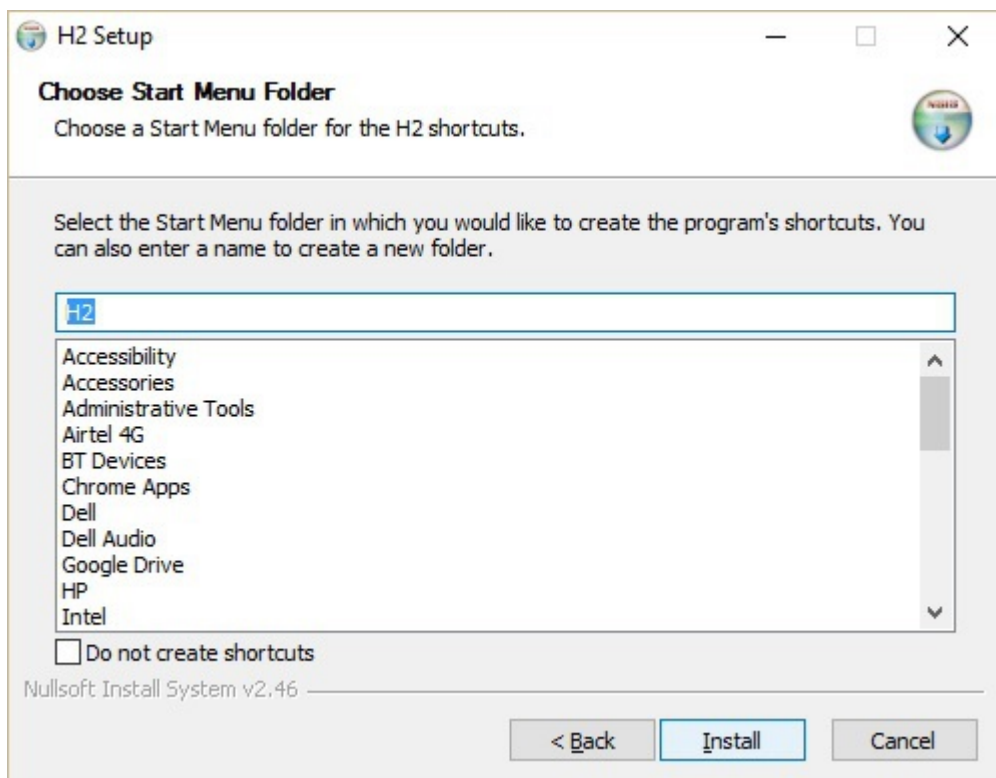 H2 Setup
Choose Start Menu Folder
Choose a Start Menu folder for the H2 shortcuts.
Select the Start Menu folder in which you would like to create the program's shortcuts. You
can also enter a name to create a new folder.
H2
Accessibility
Accessories
Administrative Tools
Airtel 4G
BT Devices
Chrome Apps
Dell
Dell Audio
Google Drive
HP
Intel
Do not create shortcuts
Nullsoft Install System v2.46
< Back
Install
Cancel